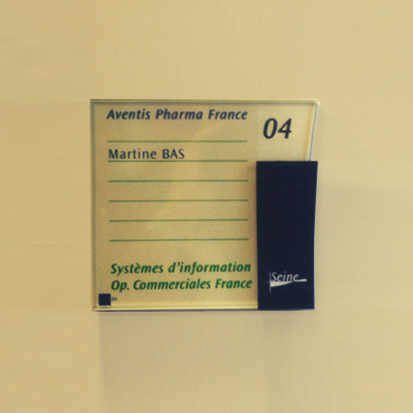 Aventis Pharma France
04
Martine BAS
Systèmes d'information
Op. Commerciales France
Seine